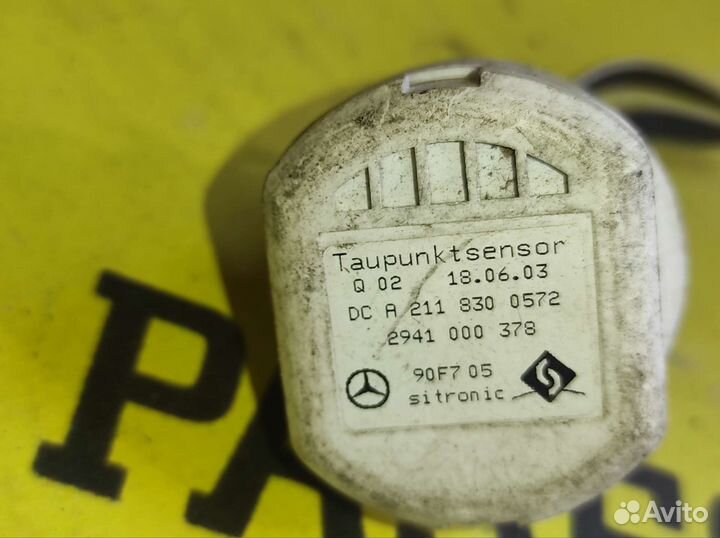 Taupunktsensor
Q 02 18.06.03
DC A 211 830 0572
2941 000 378
90F7 05
sitronic
Avito